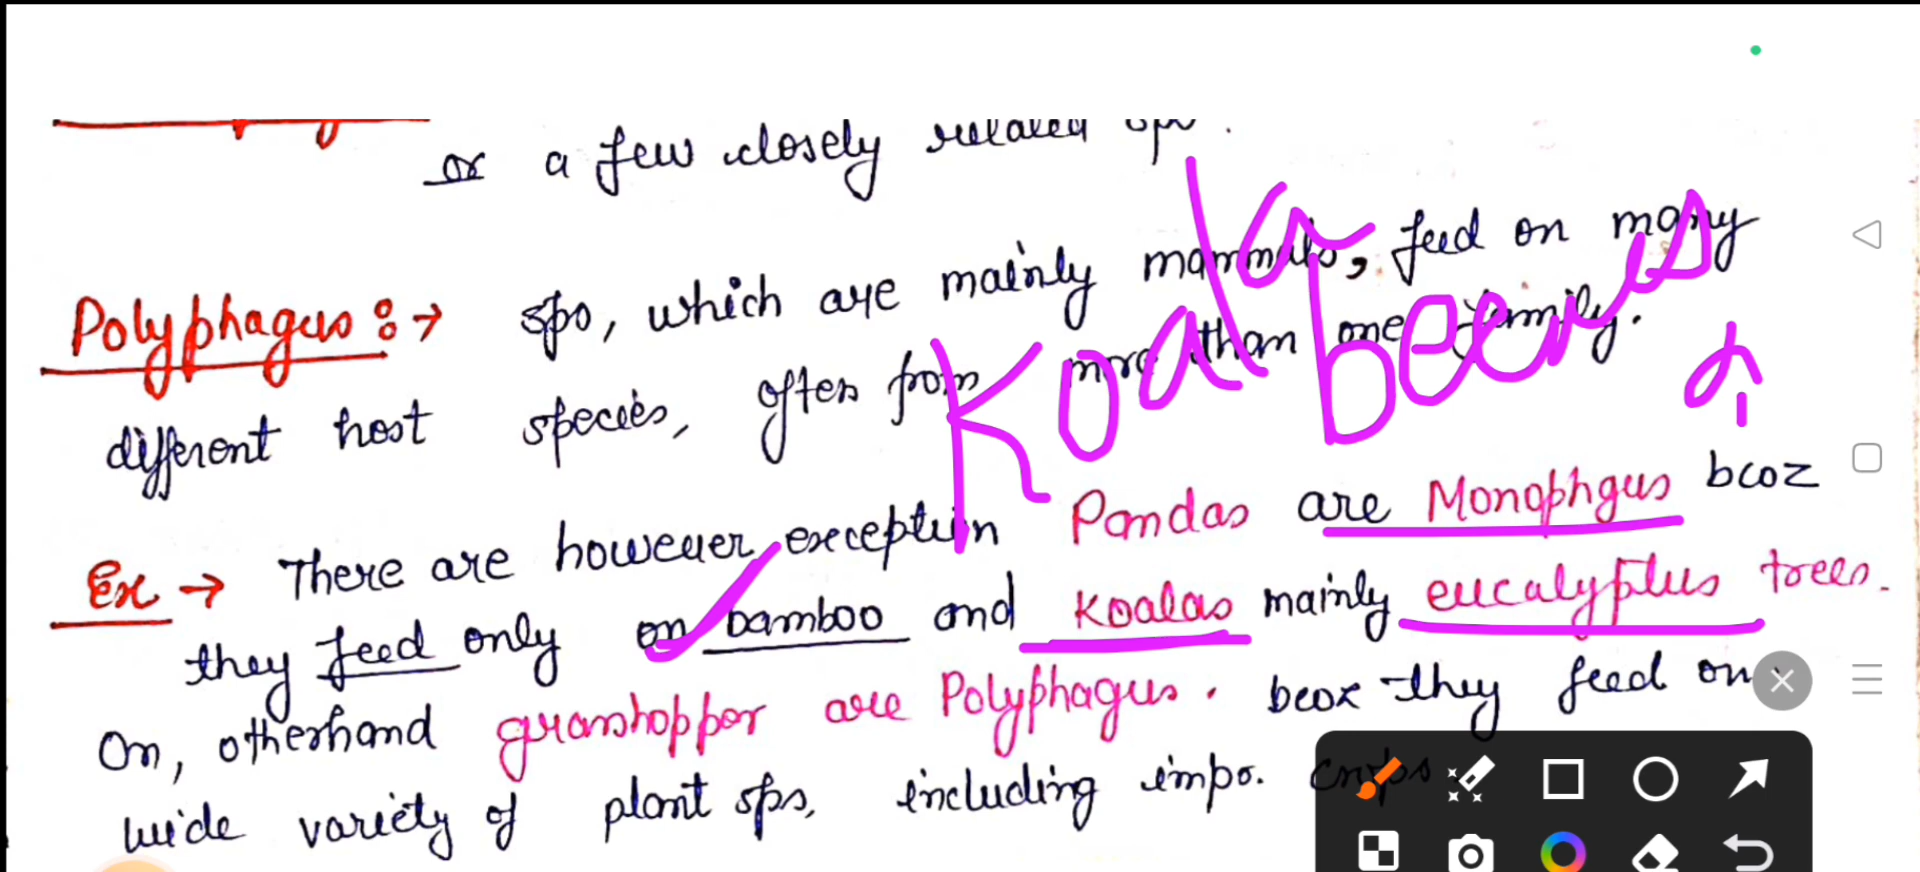 or a few closely related sps.
Polyphagus :→ sps, which are mainly mammals, feed on many
different host species, often from more than one family.
Koala bears
Ex → There are however exception Pandas are Monophgus bcoz
they feed only on bamboo and Koalas mainly eucalyptus trees.
On, otherhand grasshopper are Polyphagus. bcoz they feed on
wide variety of plant sps, including impo. crops